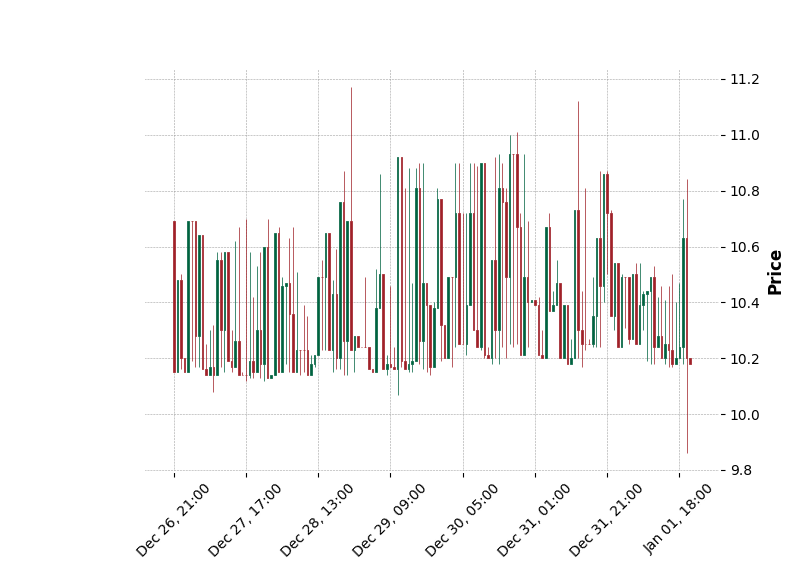 11.2
11.0
10.8
10.6
10.4
10.2
10.0
9.8
Price
Dec 26, 21:00
Dec 27, 17:00
Dec 28, 13:00
Dec 29, 09:00
Dec 30, 05:00
Dec 31, 01:00
Dec 31, 21:00
Jan 01, 18:00